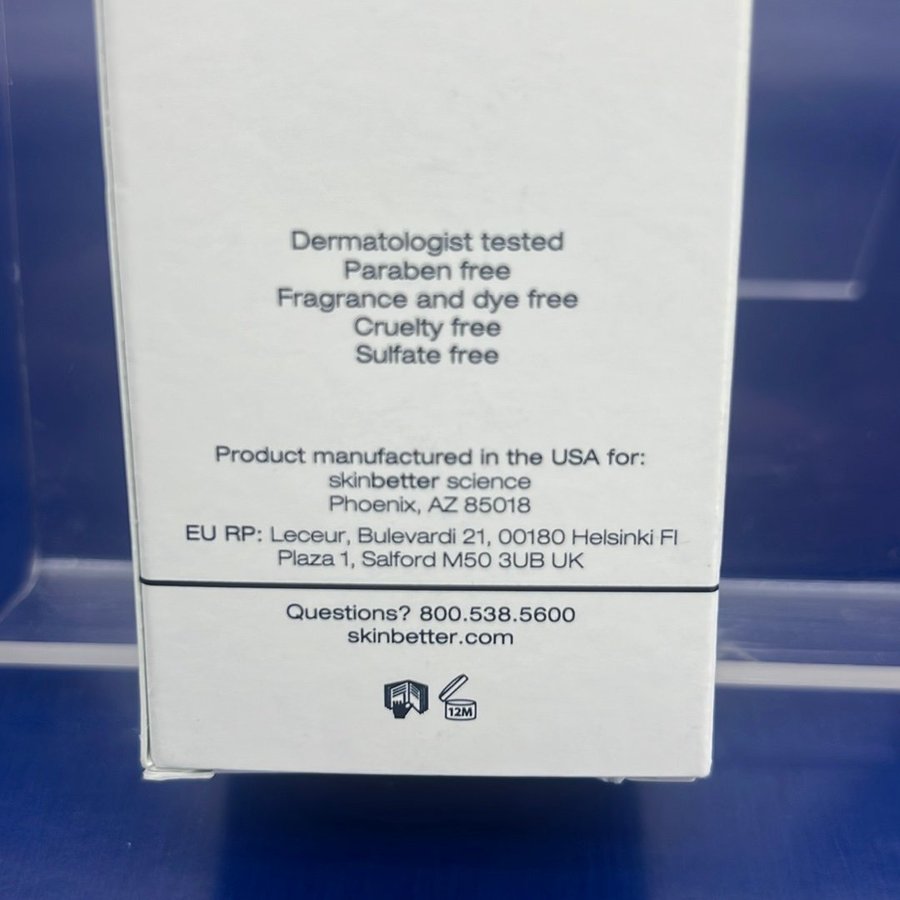 Dermatologist tested
Paraben free
Fragrance and dye free
Cruelty free
Sulfate free
Product manufactured in the USA for:
skinbetter science
Phoenix, AZ 85018
EU RP: Leceur, Bulevardi 21, 00180 Helsinki FI
Plaza 1, Salford M50 3UB UK
Questions? 800.538.5600
skinbetter.com
12M